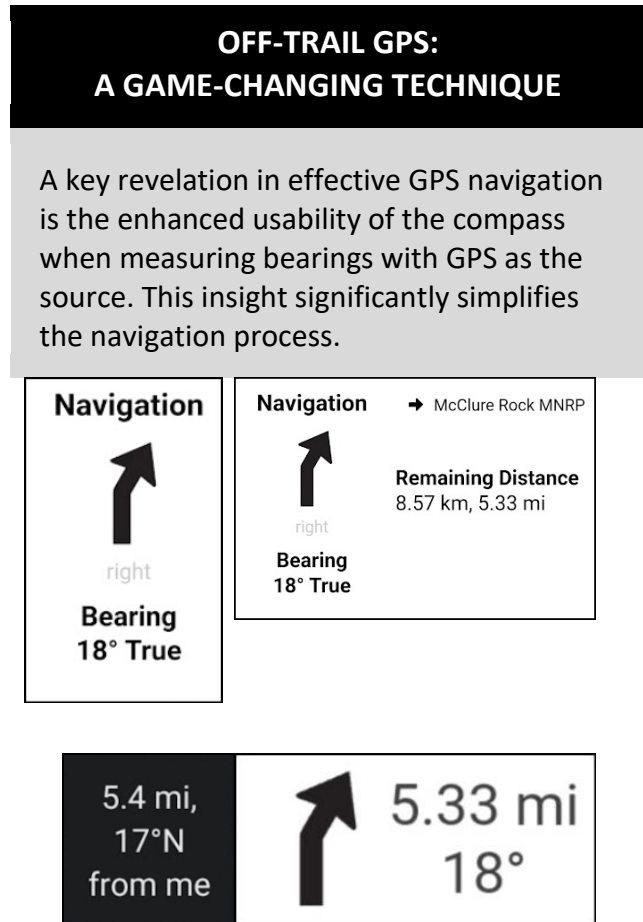 OFF-TRAIL GPS:
A GAME-CHANGING TECHNIQUE
A key revelation in effective GPS navigation
is the enhanced usability of the compass
when measuring bearings with GPS as the
source. This insight significantly simplifies
the navigation process.
Navigation
right
Bearing
18° True
Navigation
→ McClure Rock MNRP
Remaining Distance
8.57 km, 5.33 mi
right
Bearing
18° True
5.4 mi,
17°N
from me
5.33 mi
18°